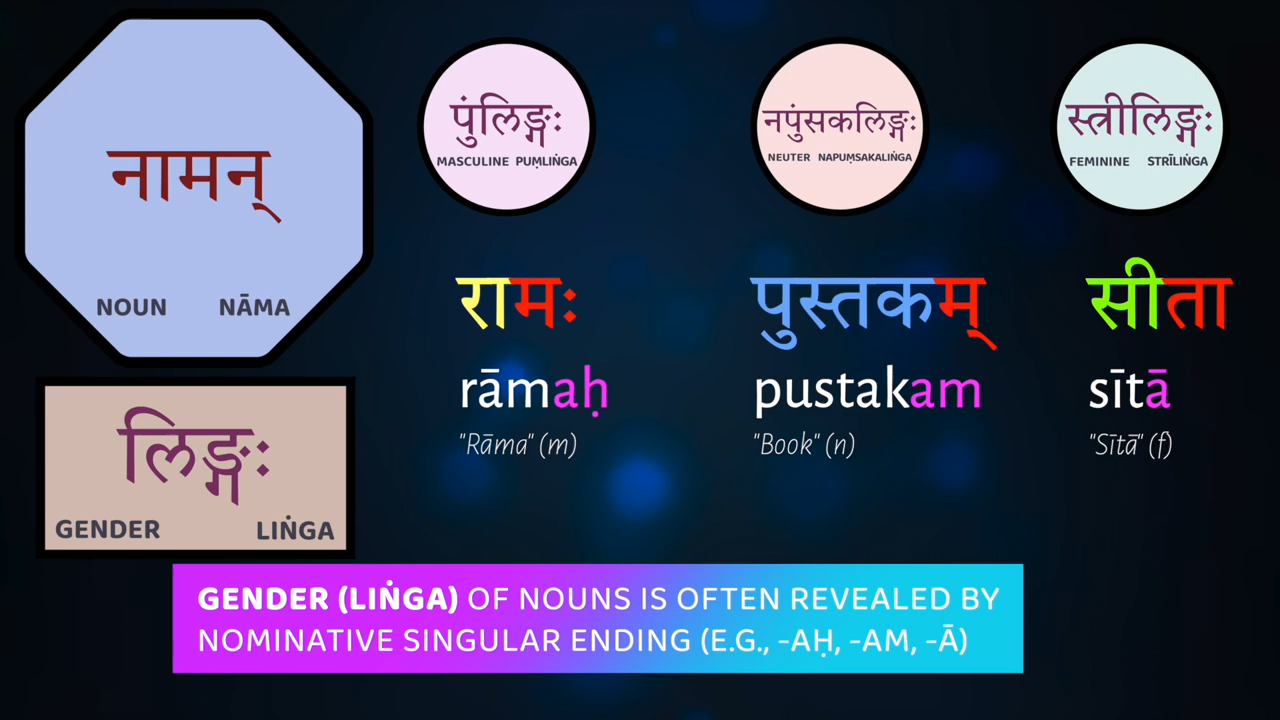 नामन्
NOUN NĀMA
लिङ्गः
GENDER LIṄGA
पुंलिङ्गः
MASCULINE PUṂLIṄGA
नपुंसकलिङ्गः
NEUTER NAPUṂSAKALIṄGA
स्त्रीलिङ्गः
FEMININE STRĪLIṄGA
रामः
rāmaḥ
"Rāma" (m)
पुस्तकम्
pustakam
"Book" (n)
सीता
sītā
"Sītā" (f)
GENDER (LIṄGA) OF NOUNS IS OFTEN REVEALED BY
NOMINATIVE SINGULAR ENDING (E.G., -AḤ, -AM, -Ā)